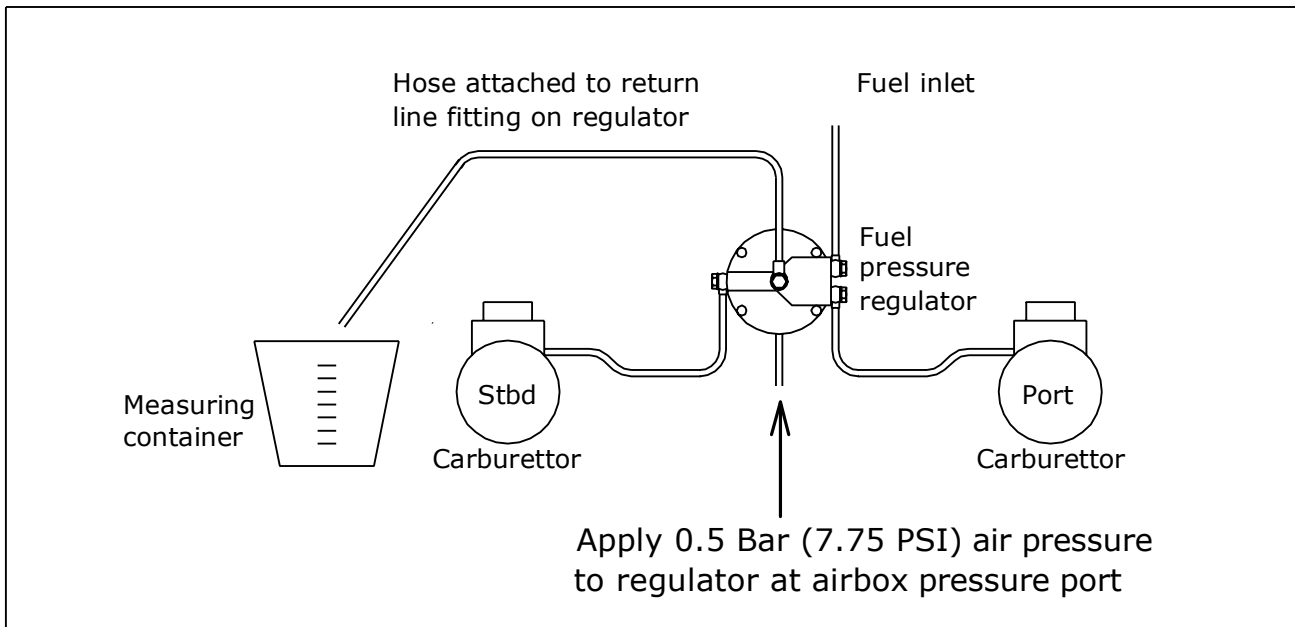 Hose attached to return
line fitting on regulator
Fuel inlet
Fuel
pressure
regulator
Measuring
container
Stbd
Carburettor
Port
Carburettor
Apply 0.5 Bar (7.75 PSI) air pressure
to regulator at airbox pressure port